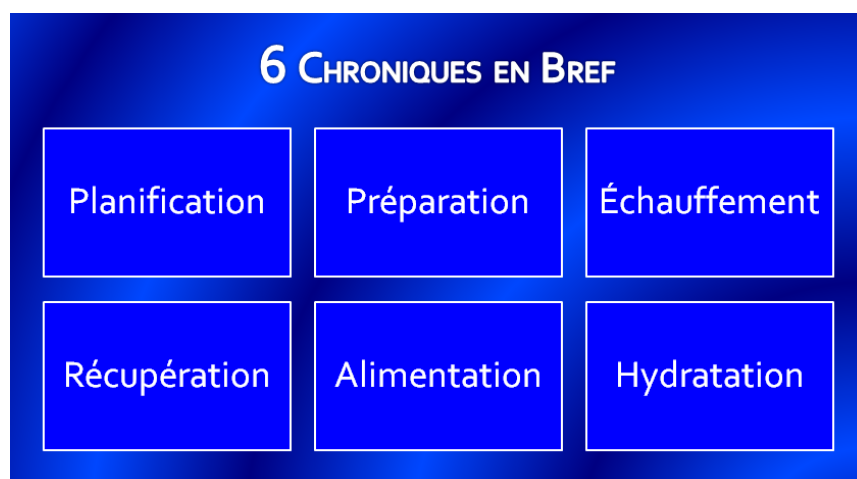 6 Chroniques en Bref
Planification
Préparation
Échauffement
Récupération
Alimentation
Hydratation